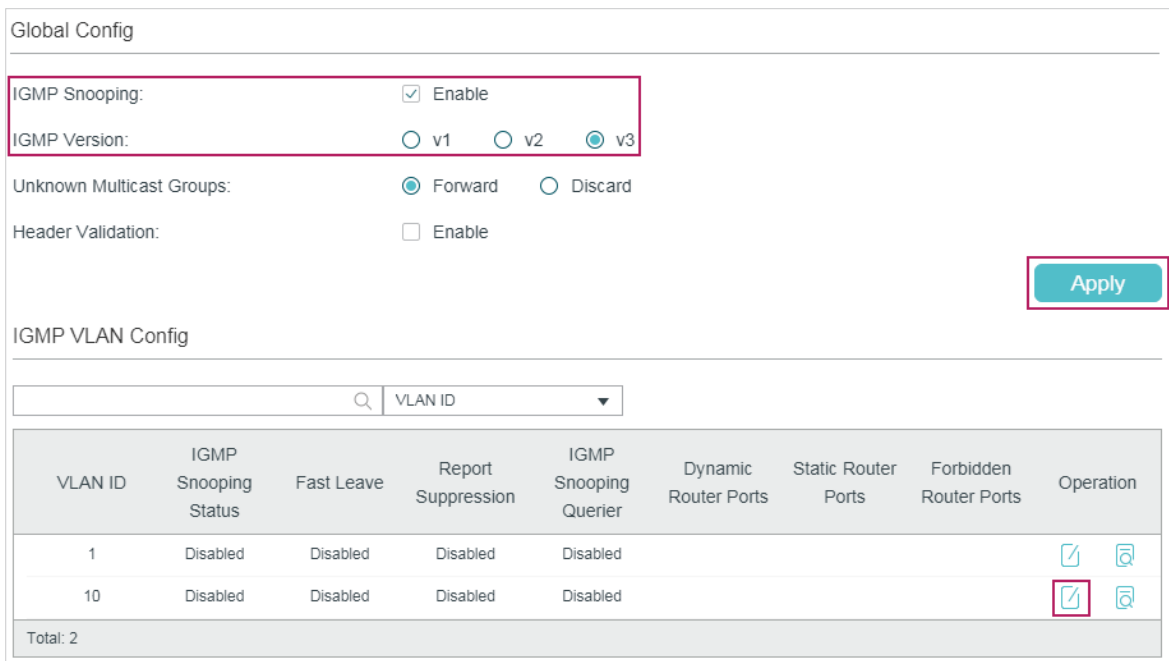 Global Config
IGMP Snooping: Enable
IGMP Version: v1 v2 v3
Unknown Multicast Groups: Forward Discard
Header Validation: Enable
Apply
IGMP VLAN Config
VLAN ID
VLAN ID IGMP Snooping Status Fast Leave Report Suppression IGMP Snooping Querier Dynamic Router Ports Static Router Ports Forbidden Router Ports Operation
1 Disabled Disabled Disabled Disabled
10 Disabled Disabled Disabled Disabled
Total: 2